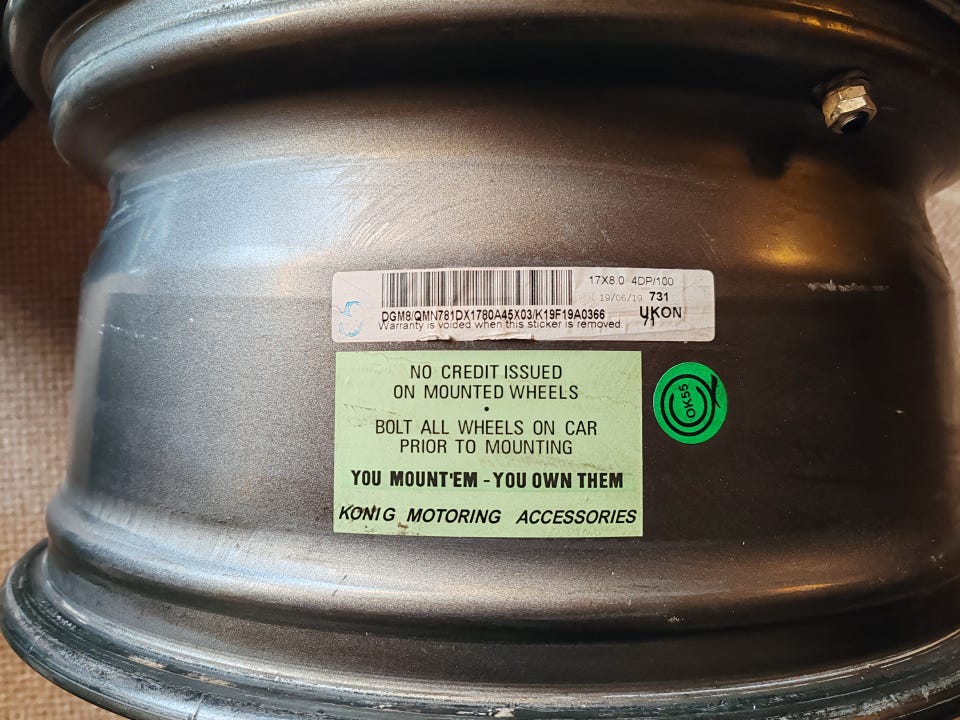 17X8.0 4DP/100
19/06/19 731
DGM8/QMN781DX1780A45X03/K19F19A0366 YKON
Warranty is voided when this sticker is removed.
NO CREDIT ISSUED
ON MOUNTED WHEELS
•
BOLT ALL WHEELS ON CAR
PRIOR TO MOUNTING
YOU MOUNT'EM - YOU OWN THEM
KONIG MOTORING ACCESSORIES
OK55